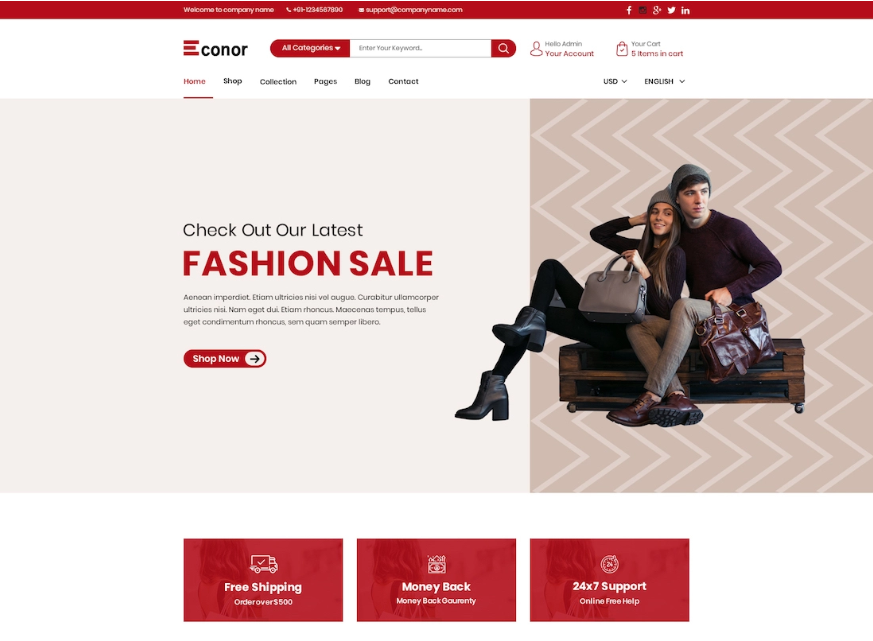 Welcome to company name +91-1234567890 support@companyname.com
Econor
All Categories Enter Your Keyword..
Hello Admin
Your Account
Your Cart
5 Items in cart
Home Shop Collection Pages Blog Contact USD ENGLISH
Check Out Our Latest
FASHION SALE
Aenean imperdiet. Etiam ultricies nisi vel augue. Curabitur ullamcorper
ultricies nisi. Nam eget dui. Etiam rhoncus. Maecenas tempus, tellus
eget condimentum rhoncus, sem quam semper libero.
Shop Now
Free Shipping
Order over $500
Money Back
Money Back Gaurenty
24
24x7 Support
Online Free Help